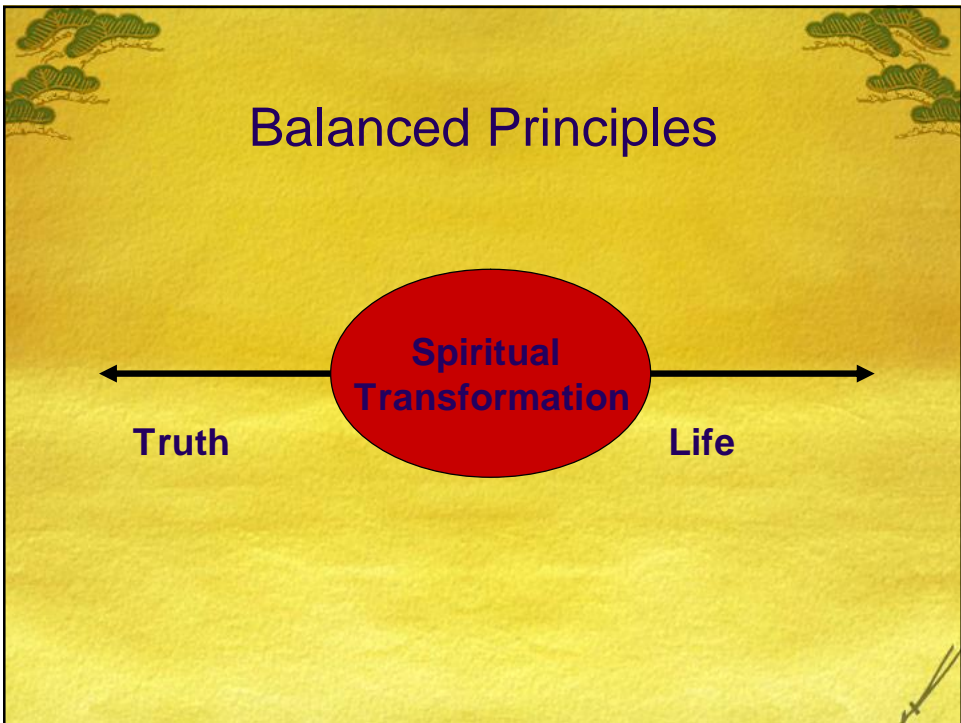 Balanced Principles
Spiritual
Transformation
Truth
Life